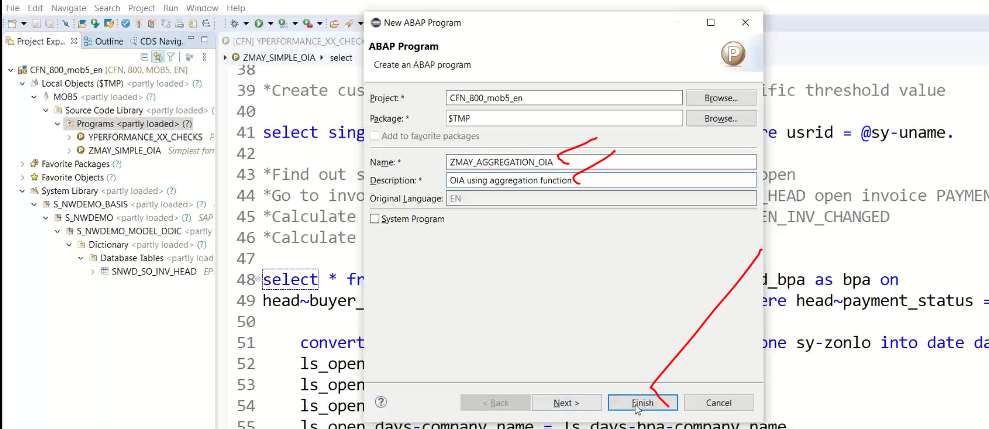 File Edit Navigate Search Project Run Window Help
Project Exp... Outline CDS Navig.
CFN_800_mob5_en [CFN, 800, MOB5, EN]
Local Objects ($TMP) <partly loaded> (?)
MOB5 <partly loaded> (?)
Source Code Library <partly loaded> (
Programs <partly loaded> (?)
YPERFORMANCE_XX_CHECKS P
ZMAY_SIMPLE_OIA Simplest fon
Favorite Packages (?)
Favorite Objects (?)
System Library <partly loaded> (?)
S_NWDEMO_BASIS <partly loaded> (?)
S_NWDEMO <partly loaded> (?) SAP
S_NWDEMO_MODEL_DDIC <partly
Dictionary <partly loaded> (?)
Database Tables <partly loaded
SNWD_SO_INV_HEAD EP
[CFN] YPERFORMANCE_XX_CHECK
ZMAY_SIMPLE_OIA select
38
39 *Create cus fic threshold value
40
41 select sing re usrid = @sy-uname.
42
43 *Find out s open
44 *Go to invo _HEAD open invoice PAYMEN
45 *Calculate EN_INV_CHANGED
46 *Calculate
47
48 select * fr d_bpa as bpa on
49 head~buyer_ ere head~payment_status =
50
51 convert one sy-zonlo into date da
52 ls_open
53 ls_open
54 ls_open
55 ls_open_days-company_name = ls_days-bpa-company_name
New ABAP Program
ABAP Program
Create an ABAP program
Project: * CFN_800_mob5_en Browse...
Package: * $TMP Browse...
Add to favorite packages
Name: * ZMAY_AGGREGATION_OIA
Description: * OIA using aggregation function
Original Language: EN
System Program
< Back Next > Finish Cancel